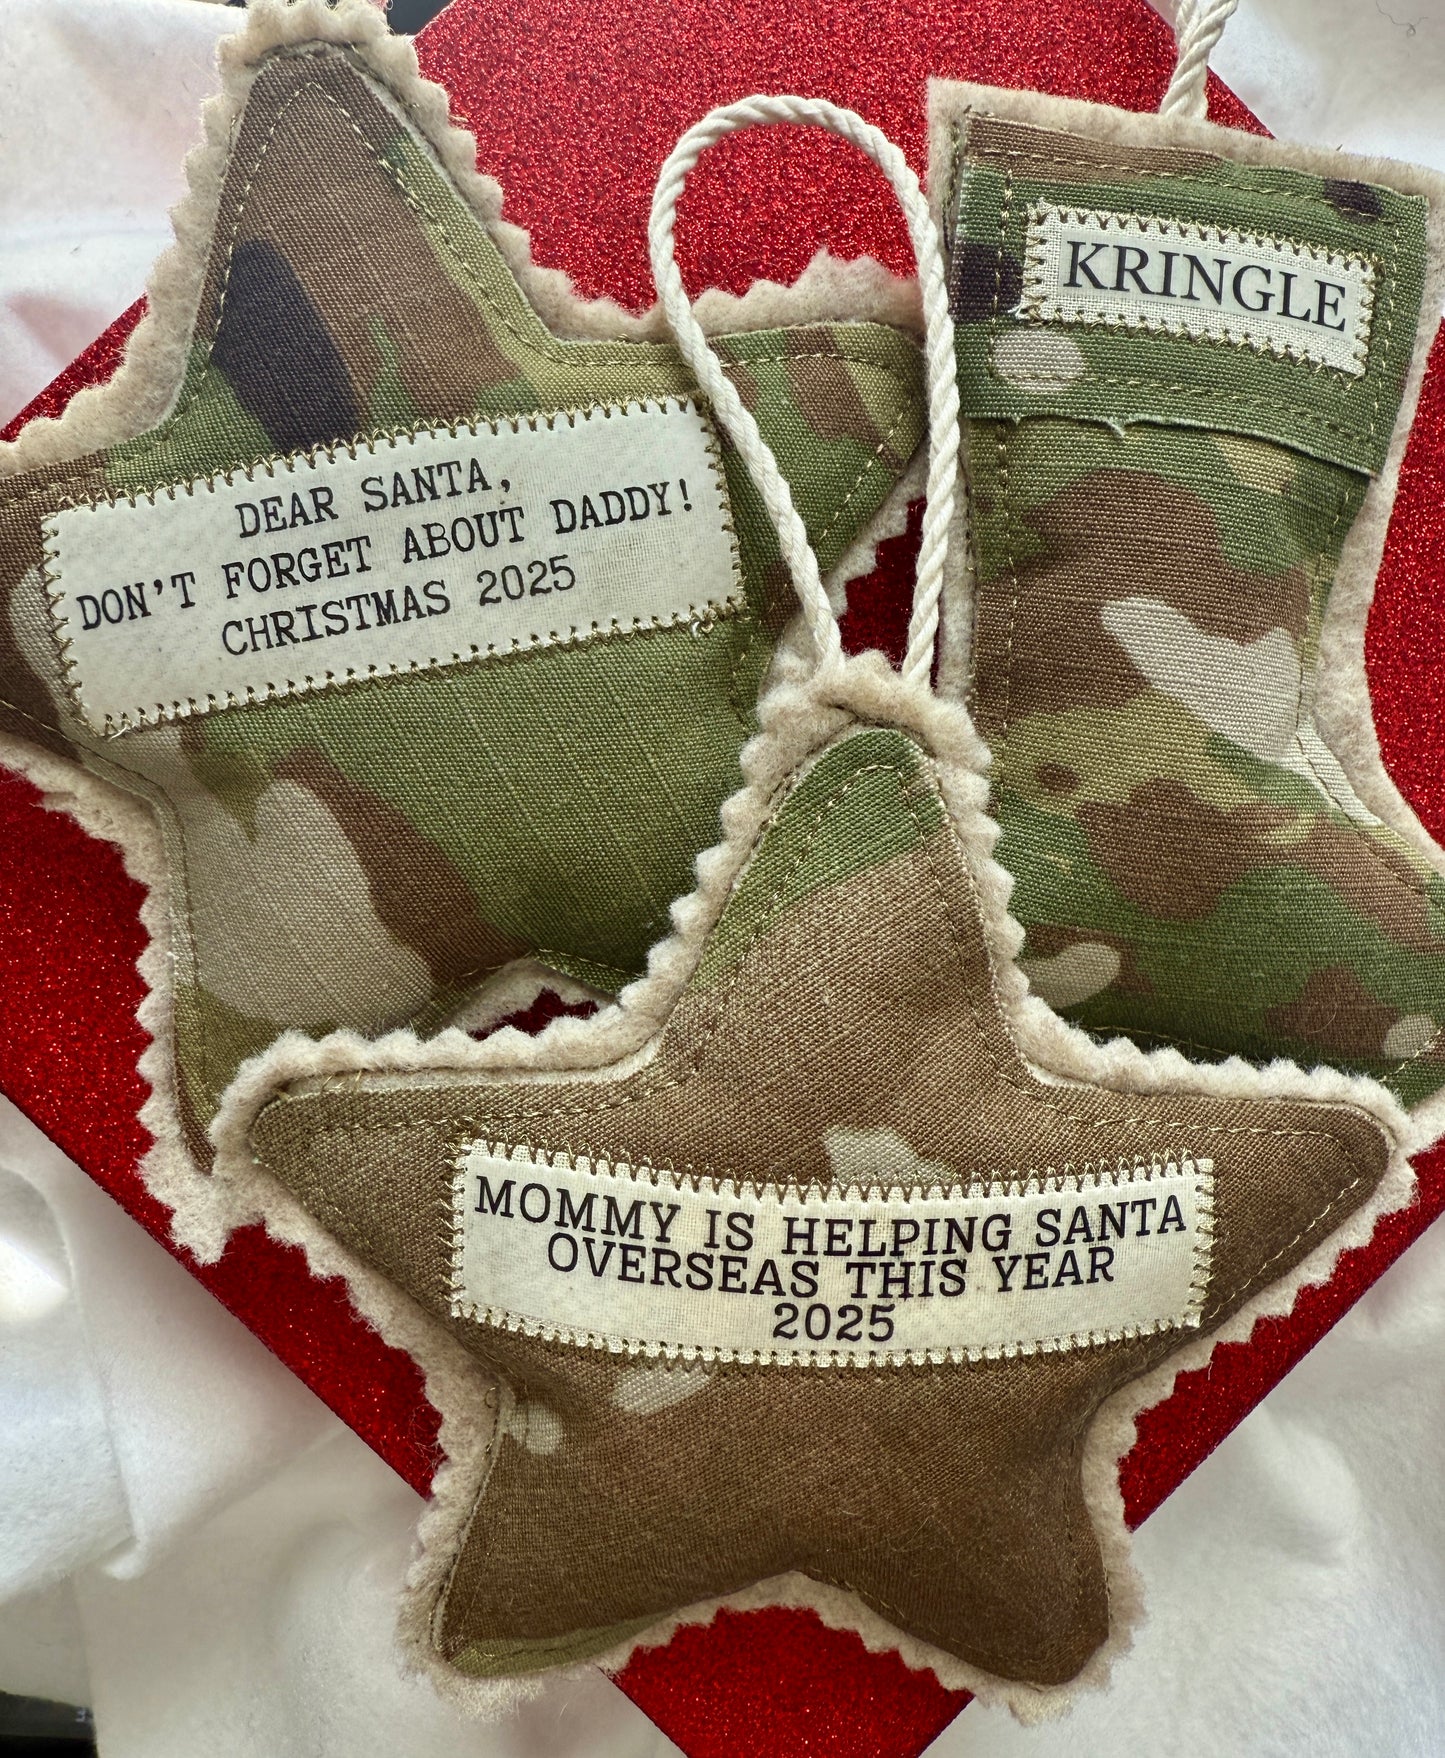 DEAR SANTA,
DON'T FORGET ABOUT DADDY!
CHRISTMAS 2025
KRINGLE
MOMMY IS HELPING SANTA
OVERSEAS THIS YEAR
2025